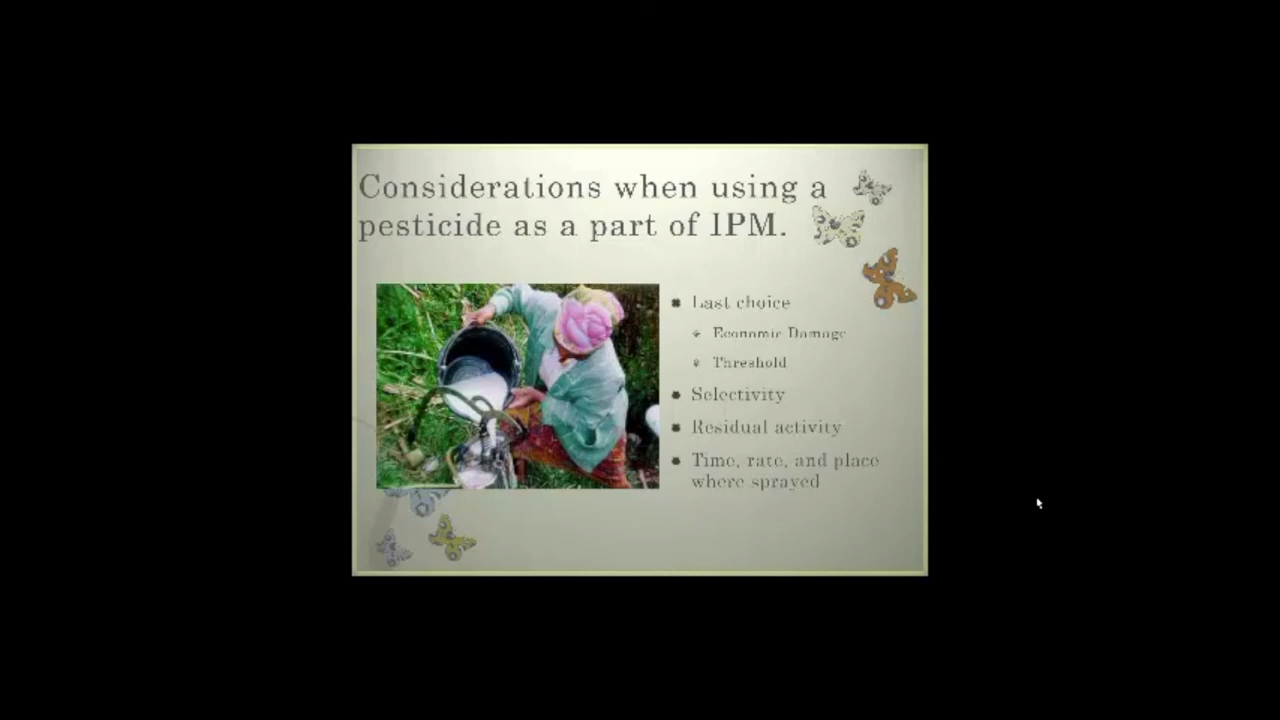 Considerations when using a
pesticide as a part of IPM.
Last choice
Economic Damage
Threshold
Selectivity
Residual activity
Time, rate, and place
where sprayed